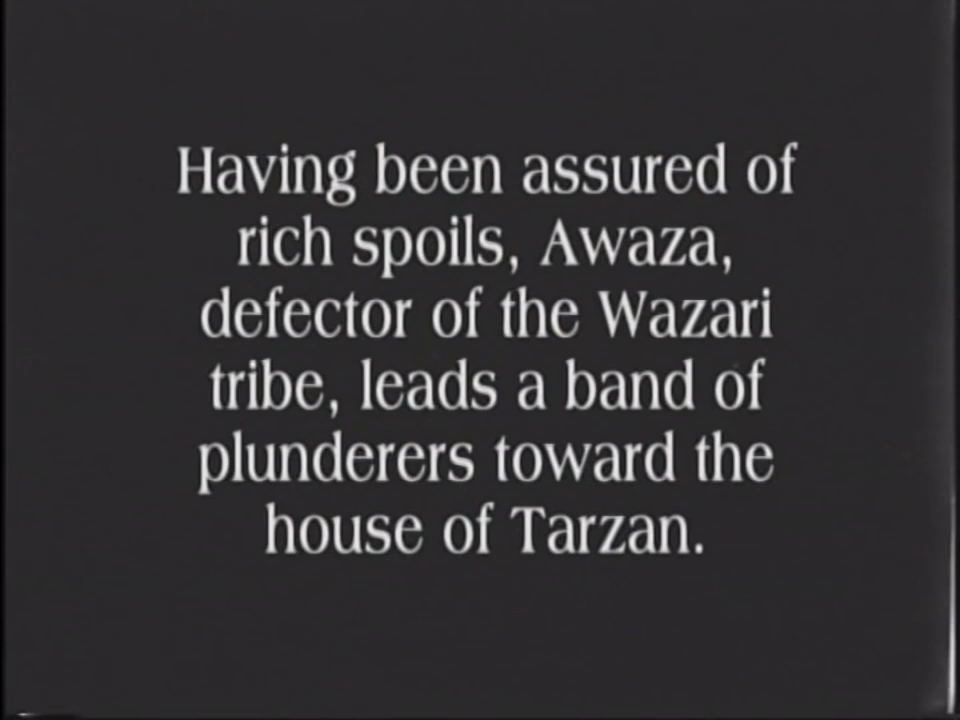 Having been assured of
rich spoils, Awaza,
defector of the Wazari
tribe, leads a band of
plunderers toward the
house of Tarzan.